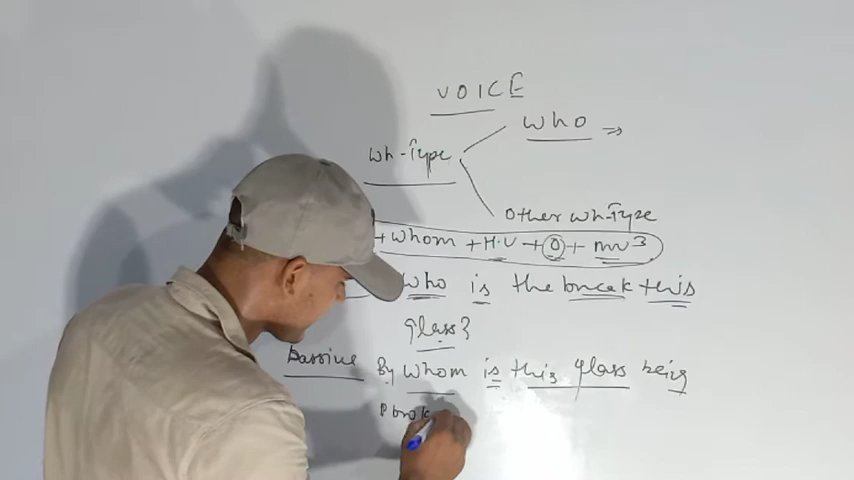 VOICE
Who ⇒
Wh-Type
Other Wh-Type
+ whom + H.V + O + mv3
Who is the break this
glass?
Passive By whom is this glass being
brok